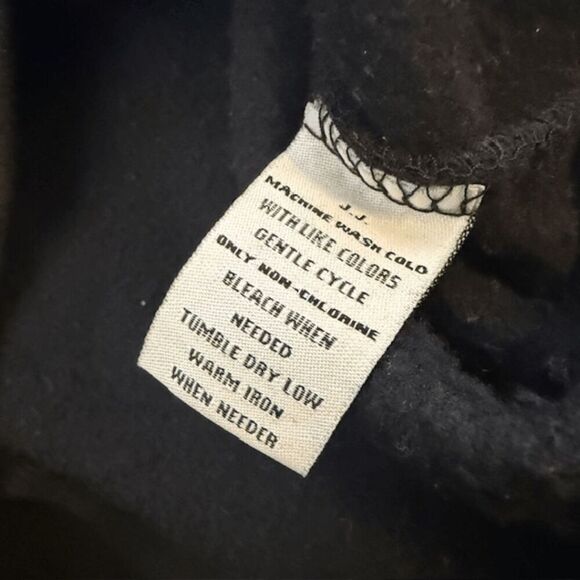 J.J.
MACHINE WASH COLD
WITH LIKE COLORS
GENTLE CYCLE
ONLY NON-CHLORINE
BLEACH WHEN
NEEDED
TUMBLE DRY LOW
WARM IRON
WHEN NEEDER